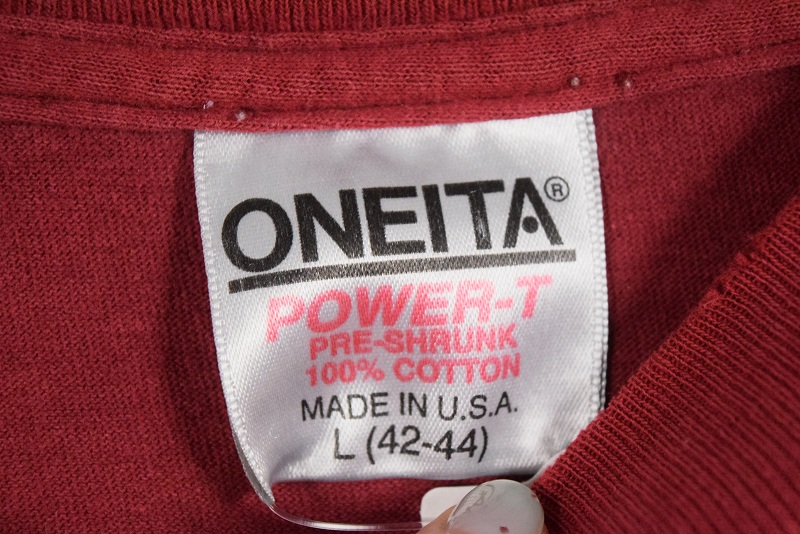 ONEITA®
POWER-T
PRE-SHRUNK
100% COTTON
MADE IN U.S.A.
L (42-44)